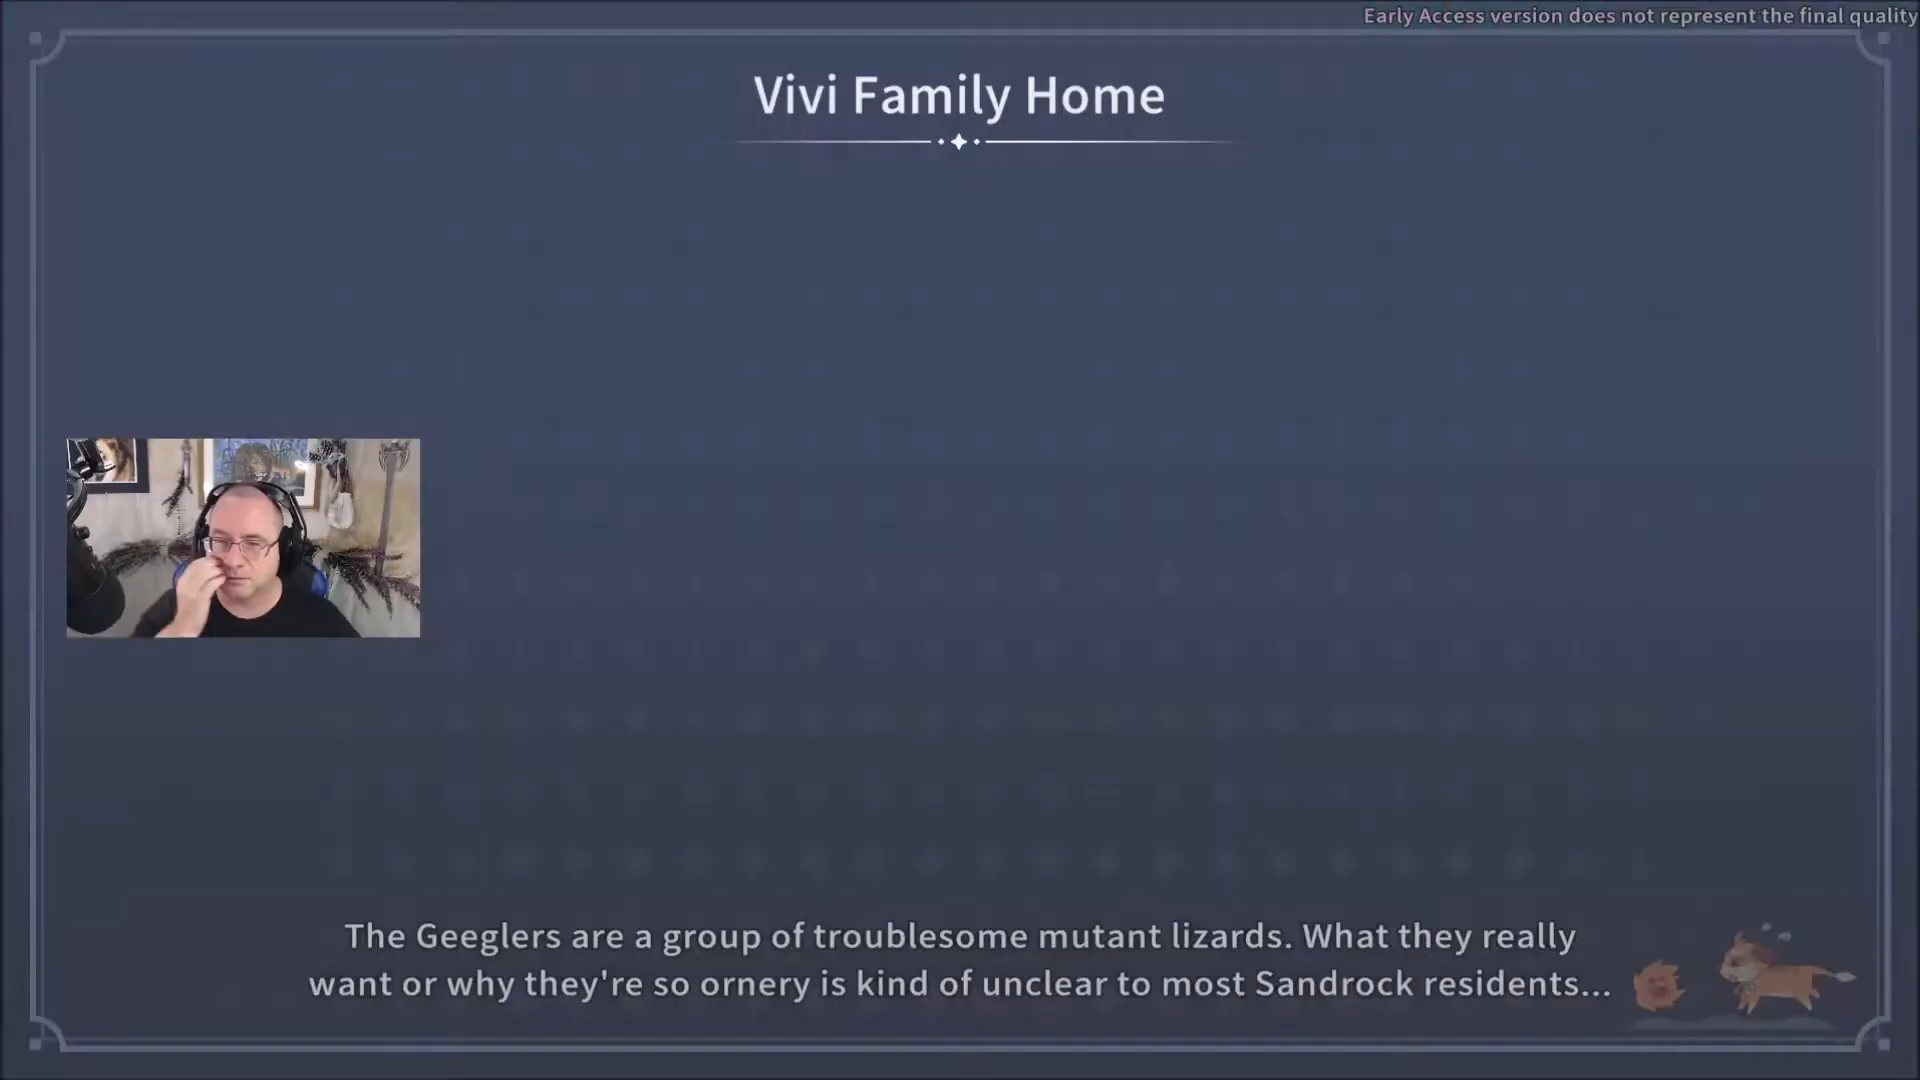 Early Access version does not represent the final quality
Vivi Family Home
The Geeglers are a group of troublesome mutant lizards. What they really
want or why they're so ornery is kind of unclear to most Sandrock residents...